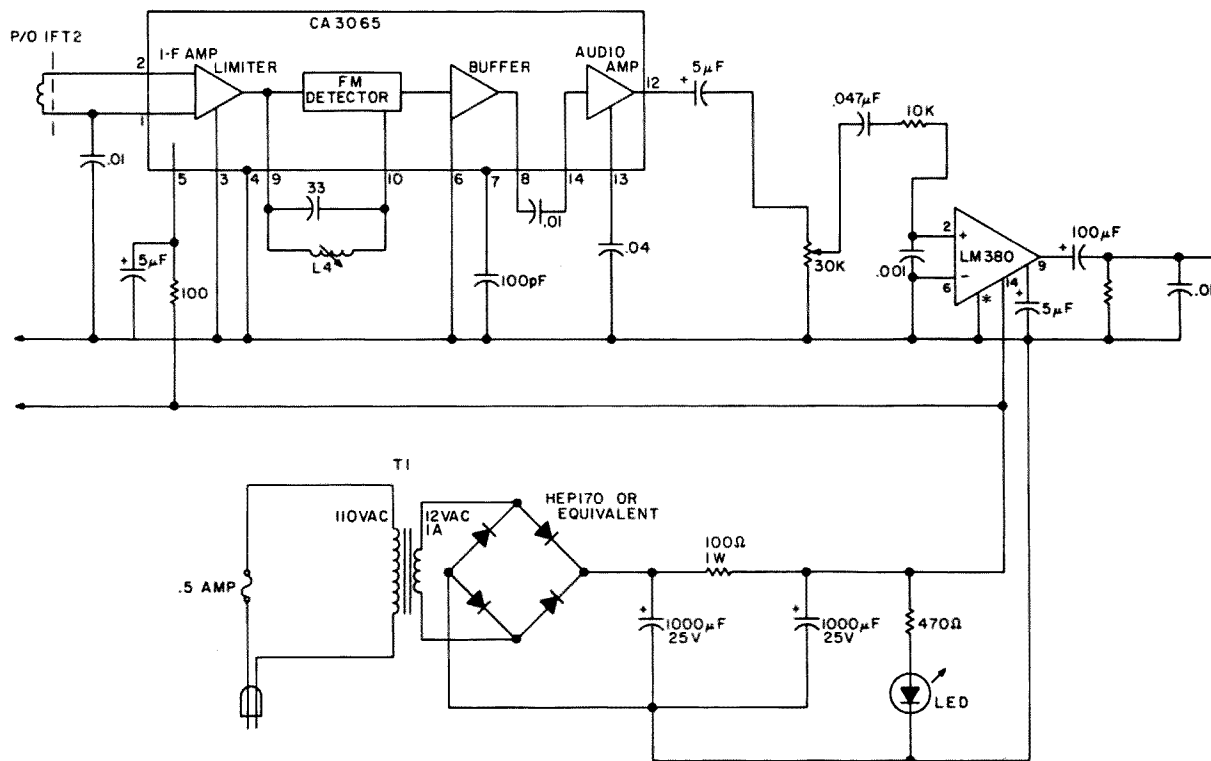 CA3065
P/O IFT2
I-F AMP
LIMITER
FM
DETECTOR
BUFFER
AUDIO
AMP
2
1
12
5µF
.047µF
10K
.01
5
3
4
9
10
6
7
8
14
13
33
L4
.01
.04
100pF
5µF
100
30K
.001
2
+
LM380
6
-
*
14
9
100µF
5µF
T1
110VAC
12VAC
1A
HEP170 OR
EQUIVALENT
.5 AMP
100Ω
1W
1000µF
25V
1000µF
25V
470Ω
LED